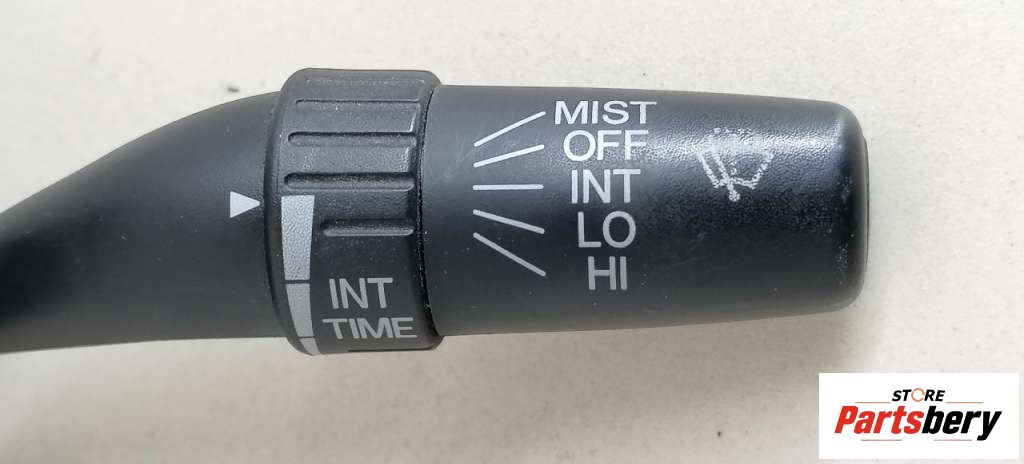 MIST
OFF
INT
LO
HI
INT
TIME
STORE
Partsbery